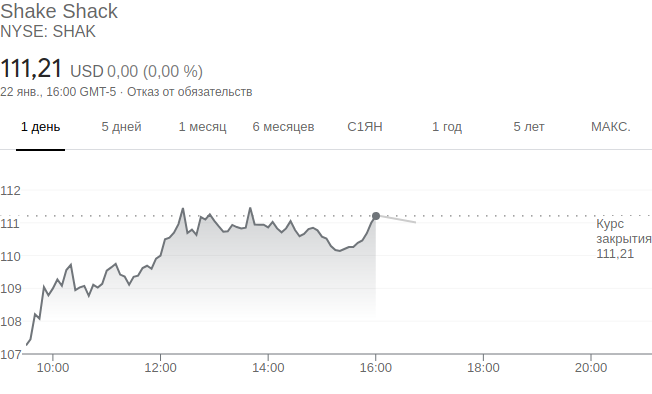 Shake Shack
NYSE: SHAK
111,21 USD 0,00 (0,00 %)
22 янв., 16:00 GMT-5 · Отказ от обязательств
1 день 5 дней 1 месяц 6 месяцев С1ЯН 1 год 5 лет МАКС.
112
111
110
109
108
107
Курс
закрытия
111,21
10:00 12:00 14:00 16:00 18:00 20:00